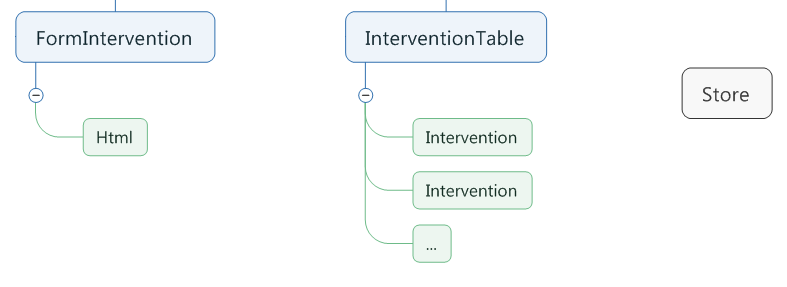 FormIntervention
InterventionTable
Store
Html
Intervention
Intervention
...